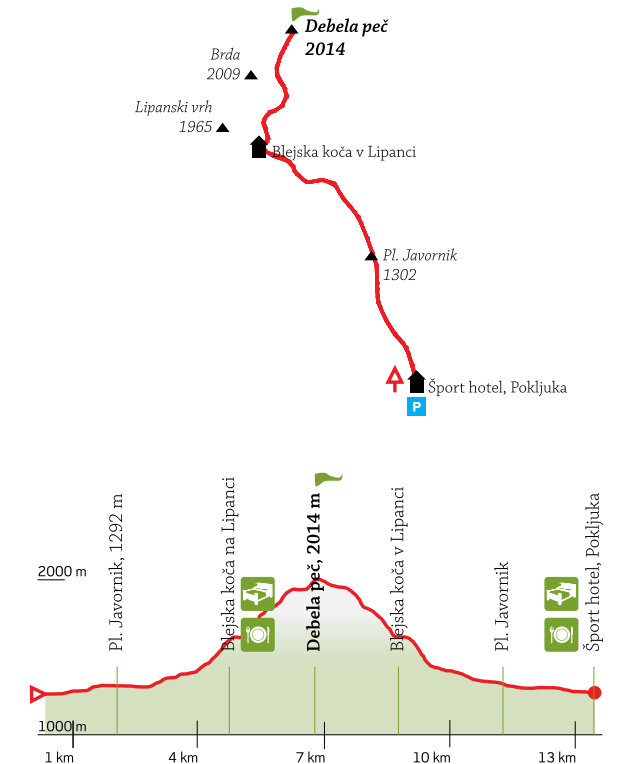 Debela peč
2014
Brda
2009
Lipanski vrh
1965
Blejska koča v Lipanci
Pl. Javornik
1302
Šport hotel, Pokljuka
P
Pl. Javornik, 1292 m
Blejska koča na Lipanci
Debela peč, 2014 m
Blejska koča v Lipanci
Pl. Javornik
Šport hotel, Pokljuka
2000 m
1000 m
1 km
4 km
7 km
10 km
13 km